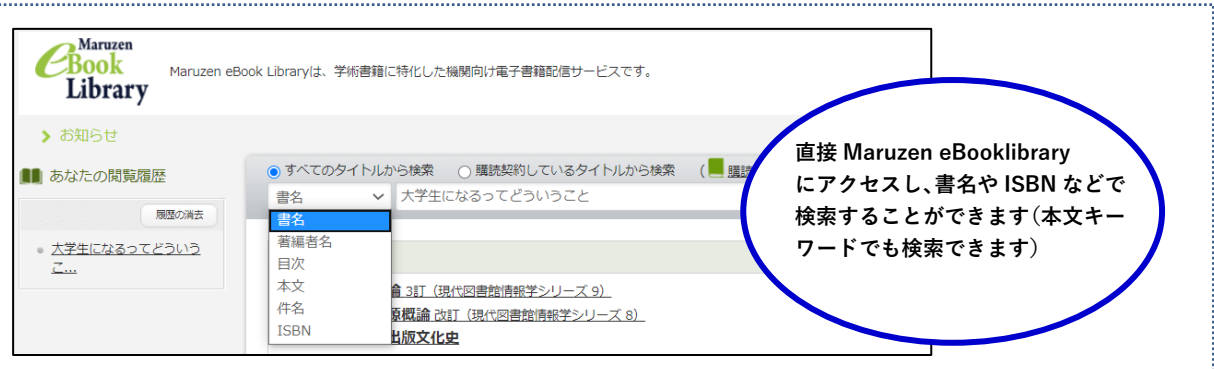 Maruzen
eBook
Library
Maruzen eBook Libraryは、学術書籍に特化した機関向け電子書籍配信サービスです。
お知らせ
あなたの閲覧履歴
履歴の消去
大学生になるってどういう
こ...
すべてのタイトルから検索 購読契約しているタイトルから検索 (
書名 大学生になるってどういうこと
書名
著編者名
目次
本文
件名
ISBN
論 3訂（現代図書館情報学シリーズ 9）
概論 改訂（現代図書館情報学シリーズ 8）
出版文化史
直接 Maruzen eBooklibrary
にアクセスし、書名や ISBN などで
検索することができます（本文キー
ワードでも検索できます）